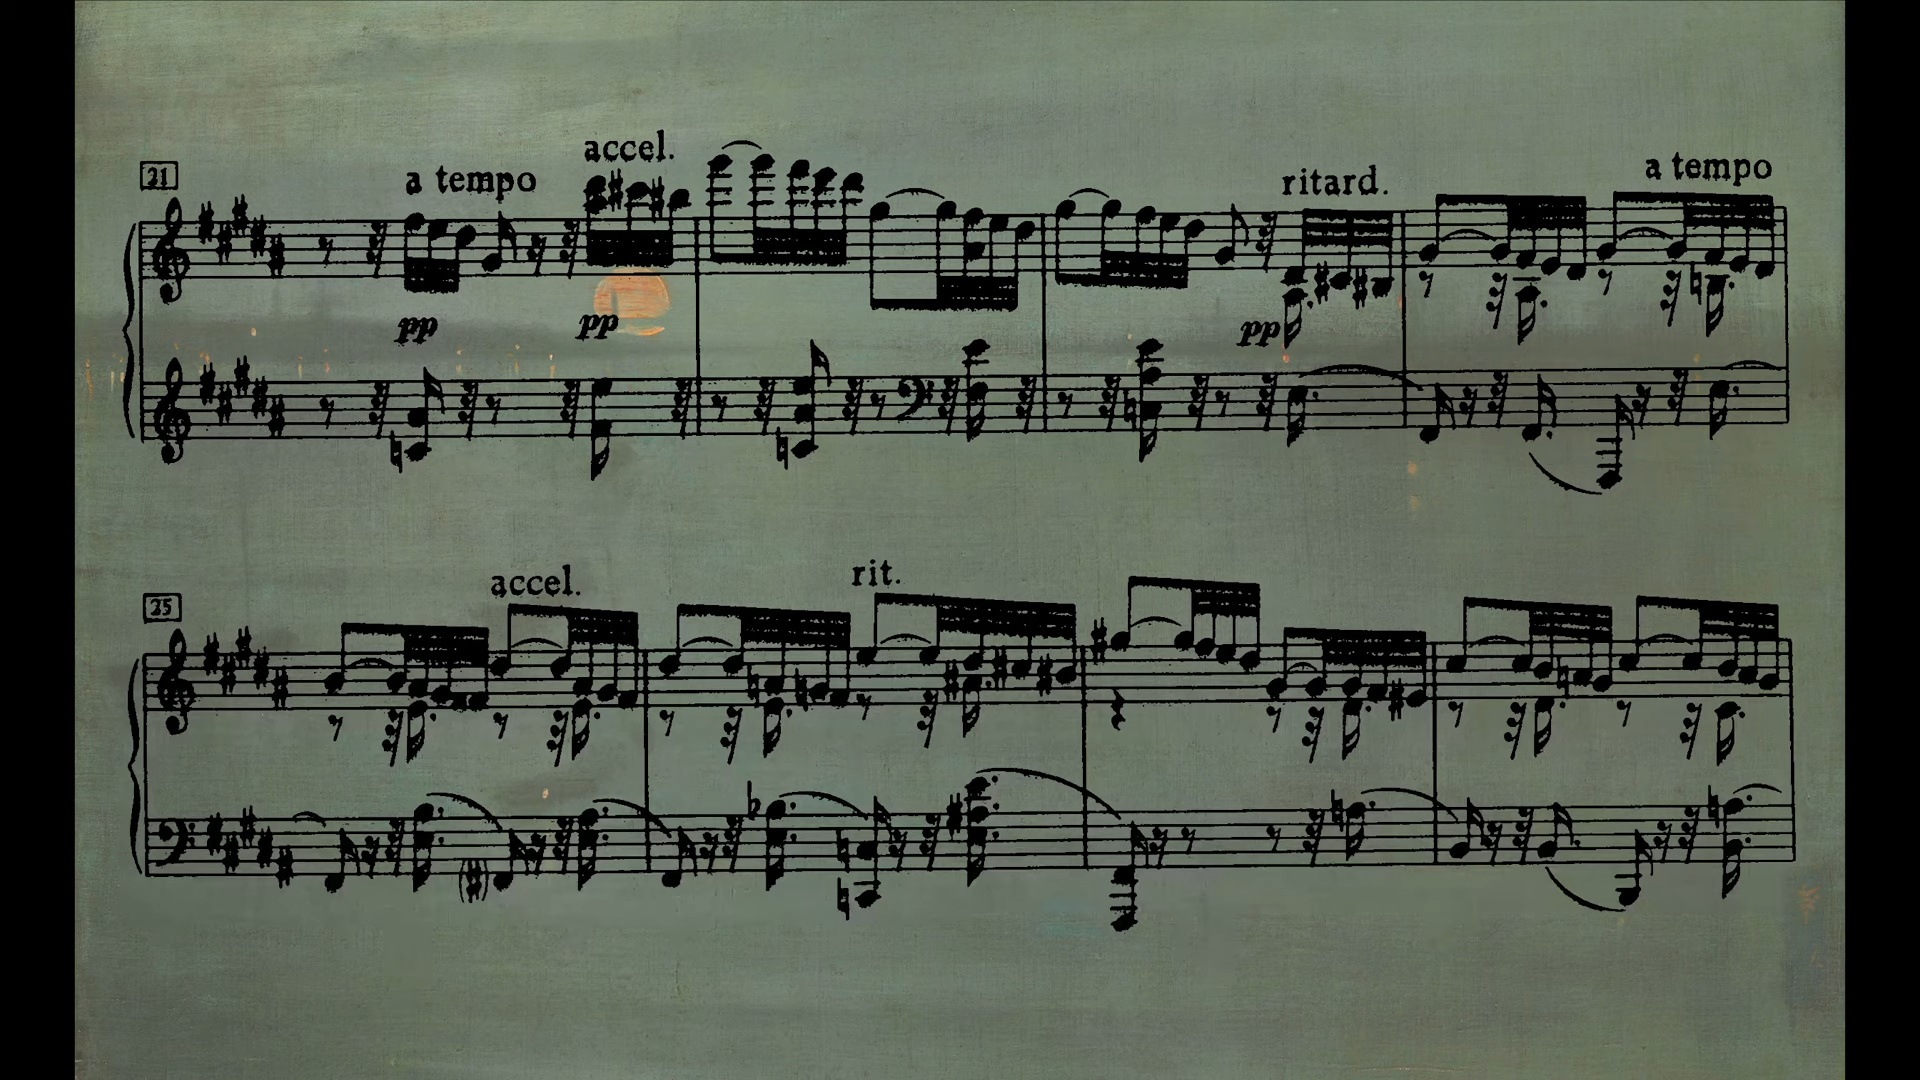 accel.
21
a tempo
ritard.
a tempo
pp
pp
pp
accel.
rit.
25